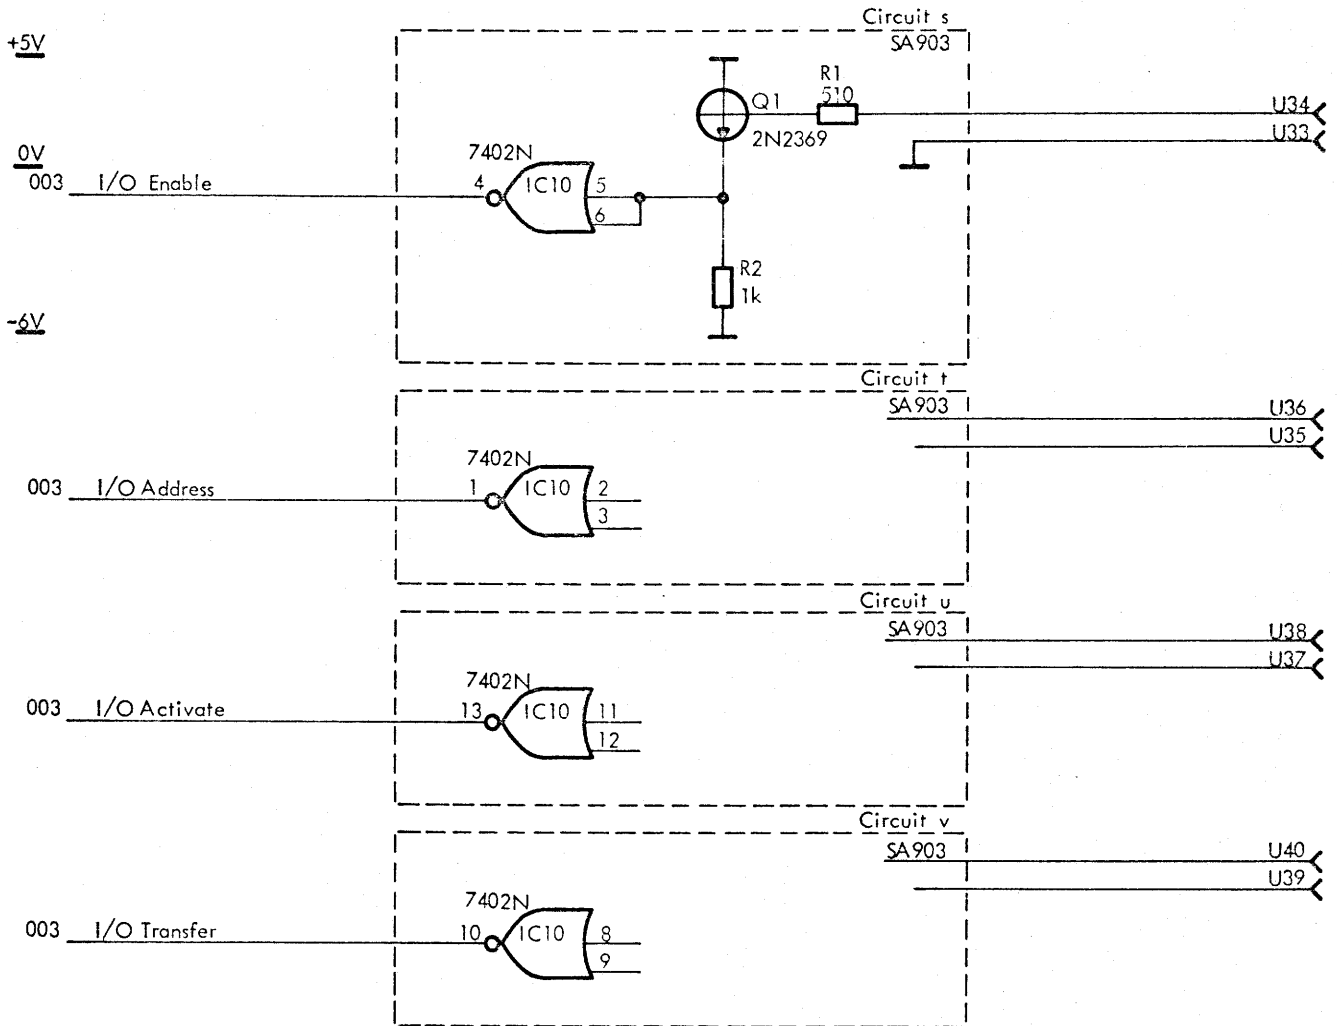 Circuit s
SA903
+5V
R1
510
Q1
2N2369
U34
U33
0V
003 I/O Enable
7402N
4 IC10 5
6
R2
1k
-6V
Circuit t
SA903
U36
U35
7402N
003 I/O Address
1 IC10 2
3
Circuit u
SA903
U38
U37
7402N
003 I/O Activate
13 IC10 11
12
Circuit v
SA903
U40
U39
7402N
003 I/O Transfer
10 IC10 8
9